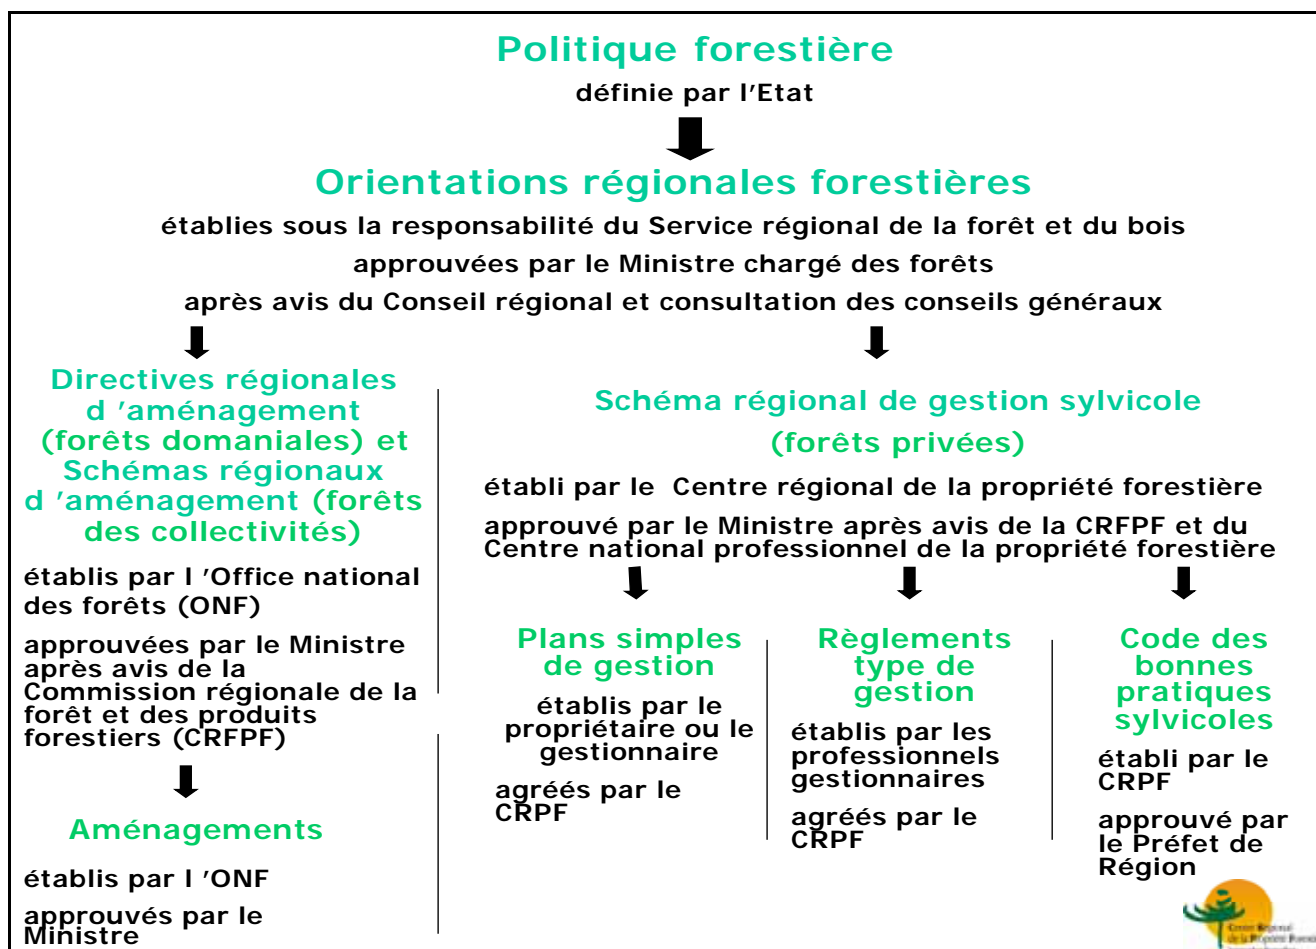 Politique forestière
définie par l'Etat
Orientations régionales forestières
établies sous la responsabilité du Service régional de la forêt et du bois
approuvées par le Ministre chargé des forêts
après avis du Conseil régional et consultation des conseils généraux
Directives régionales
d 'aménagement
(forêts domaniales) et
Schémas régionaux
d 'aménagement (forêts
des collectivités)
établis par l 'Office national
des forêts (ONF)
approuvées par le Ministre
après avis de la
Commission régionale de la
forêt et des produits
forestiers (CRFPF)
Aménagements
établis par l 'ONF
approuvés par le
Ministre
Schéma régional de gestion sylvicole
(forêts privées)
établi par le Centre régional de la propriété forestière
approuvé par le Ministre après avis de la CRFPF et du
Centre national professionnel de la propriété forestière
Plans simples
de gestion
établis par le
propriétaire ou le
gestionnaire
agréés par le
CRPF
Règlements
type de
gestion
établis par les
professionnels
gestionnaires
agréés par le
CRPF
Code des
bonnes
pratiques
sylvicoles
établi par le
CRPF
approuvé par
le Préfet de
Région
Centre Régional
de la Propriété